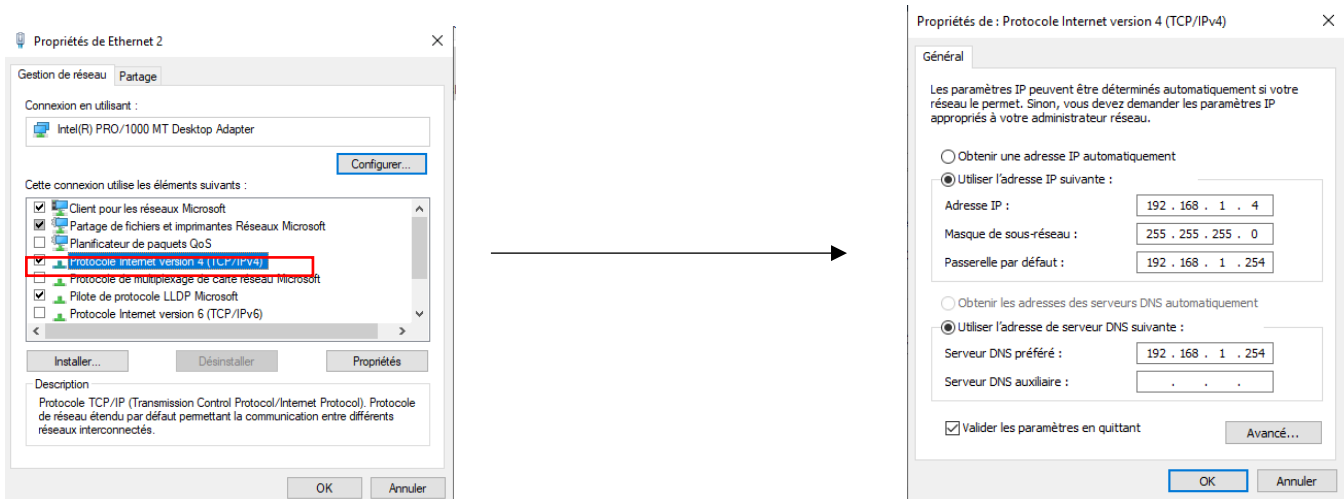 Propriétés de Ethernet 2
Gestion de réseau Partage
Connexion en utilisant :
Intel(R) PRO/1000 MT Desktop Adapter
Configurer...
Cette connexion utilise les éléments suivants :
Client pour les réseaux Microsoft
Partage de fichiers et imprimantes Réseaux Microsoft
Planificateur de paquets QoS
Protocole Internet version 4 (TCP/IPv4)
Protocole de multiplexage de carte réseau Microsoft
Pilote de protocole LLDP Microsoft
Protocole Internet version 6 (TCP/IPv6)
Installer... Désinstaller Propriétés
Description
Protocole TCP/IP (Transmission Control Protocol/Internet Protocol). Protocole
de réseau étendu par défaut permettant la communication entre différents
réseaux interconnectés.
OK Annuler
Propriétés de : Protocole Internet version 4 (TCP/IPv4)
Général
Les paramètres IP peuvent être déterminés automatiquement si votre
réseau le permet. Sinon, vous devez demander les paramètres IP
appropriés à votre administrateur réseau.
Obtenir une adresse IP automatiquement
Utiliser l'adresse IP suivante :
Adresse IP : 192 . 168 . 1 . 4
Masque de sous-réseau : 255 . 255 . 255 . 0
Passerelle par défaut : 192 . 168 . 1 . 254
Obtenir les adresses des serveurs DNS automatiquement
Utiliser l'adresse de serveur DNS suivante :
Serveur DNS préféré : 192 . 168 . 1 . 254
Serveur DNS auxiliaire : . . .
Valider les paramètres en quittant
Avancé...
OK Annuler